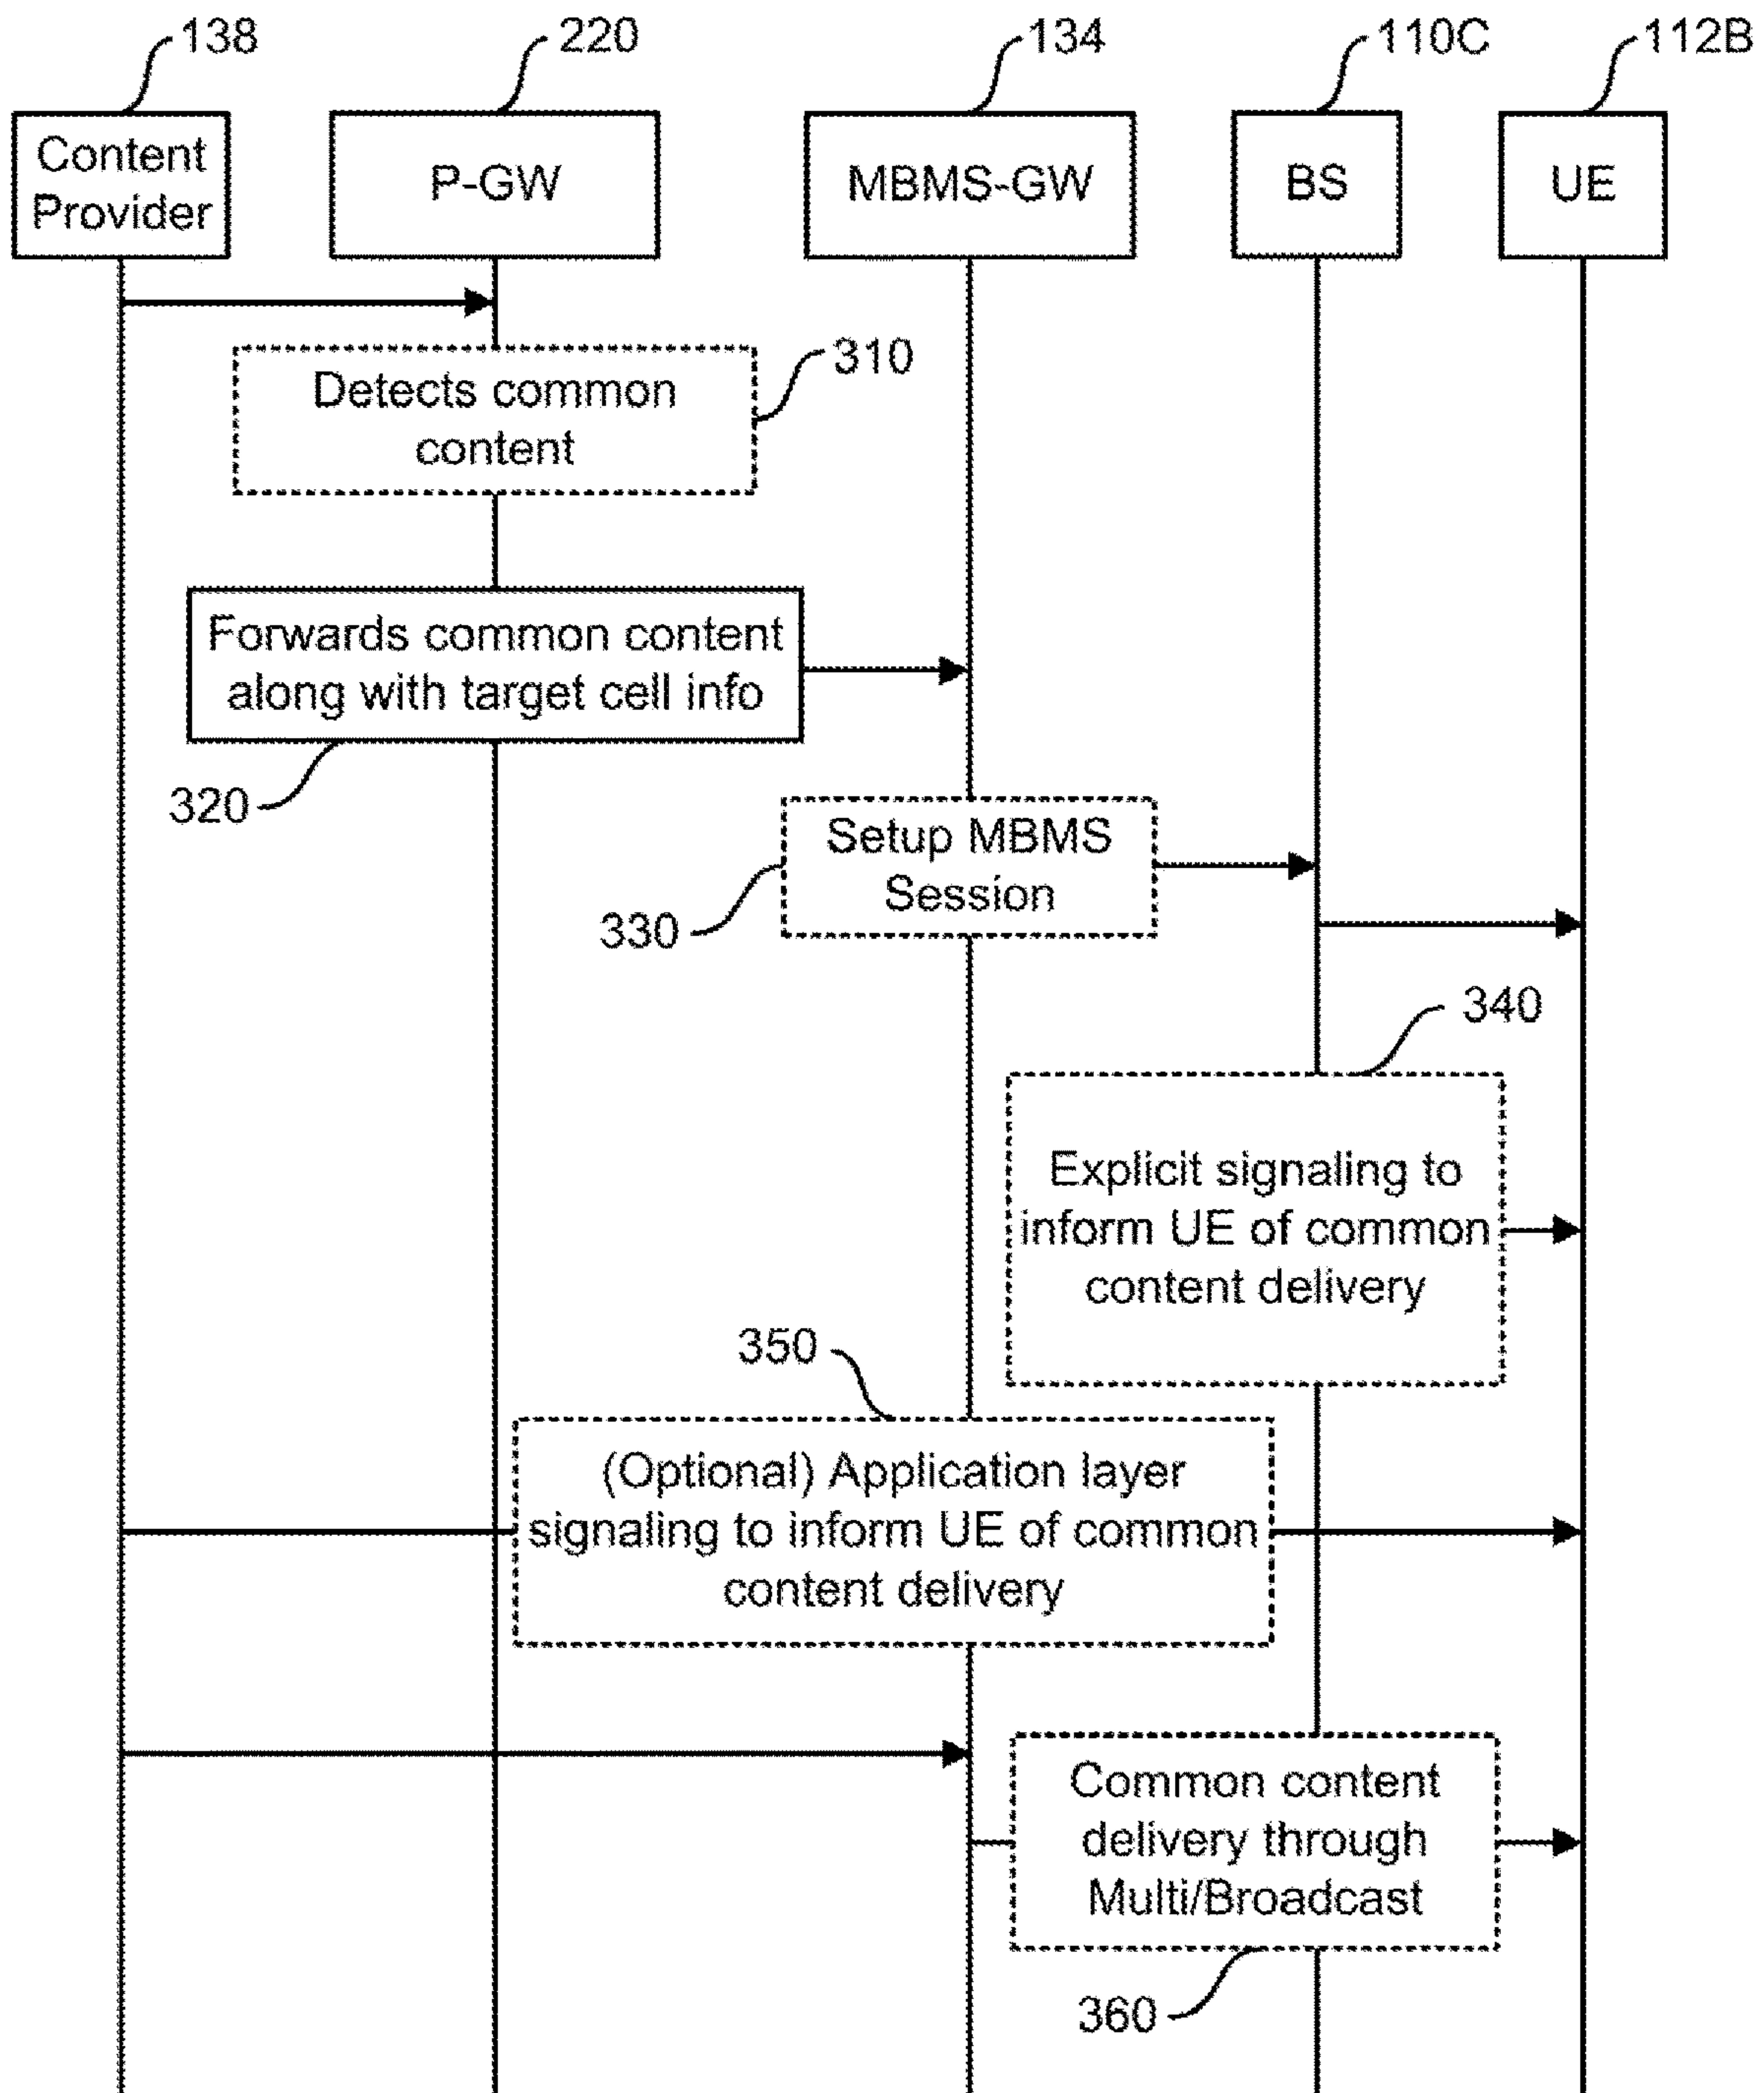 138
220
134
110C
112B
Content
Provider
P-GW
MBMS-GW
BS
UE
310
Detects common
content
Forwards common content
along with target cell info
320
Setup MBMS
Session
330
340
Explicit signaling to
inform UE of common
content delivery
350
(Optional) Application layer
signaling to inform UE of common
content delivery
Common content
delivery through
Multi/Broadcast
360